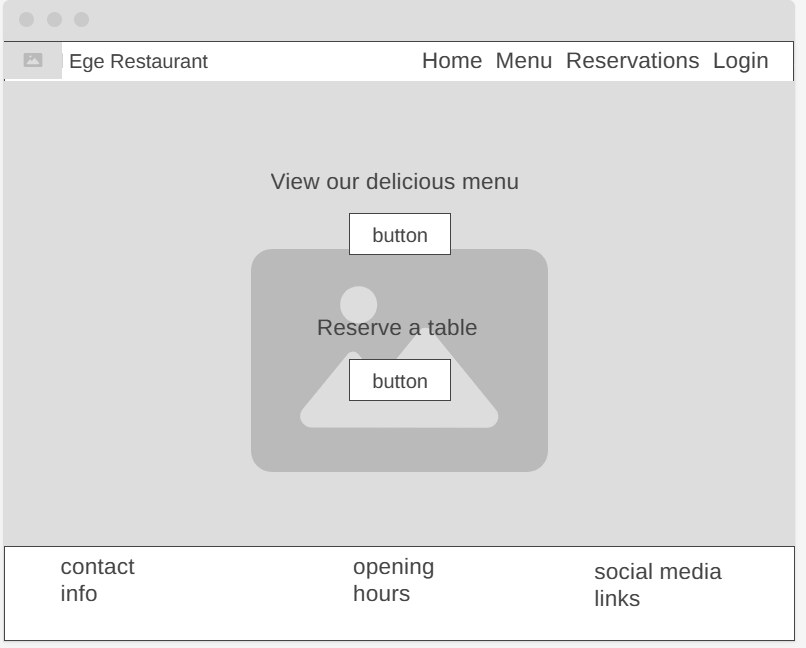 Ege Restaurant
Home Menu Reservations Login
View our delicious menu
button
Reserve a table
button
contact
info
opening
hours
social media
links